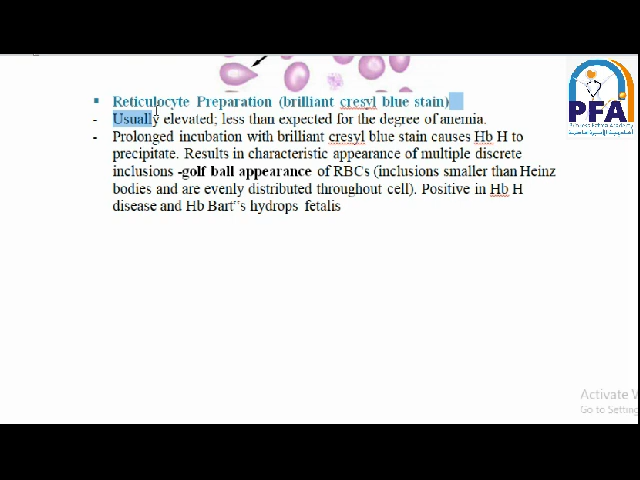 Reticulocyte Preparation (brilliant cresyl blue stain)
- Usually elevated; less than expected for the degree of anemia.
- Prolonged incubation with brilliant cresyl blue stain causes Hb H to
precipitate. Results in characteristic appearance of multiple discrete
inclusions -golf ball appearance of RBCs (inclusions smaller than Heinz
bodies and are evenly distributed throughout cell). Positive in Hb H
disease and Hb Bart‟s hydrops fetalis
PFA
Activate W
Go to Setting